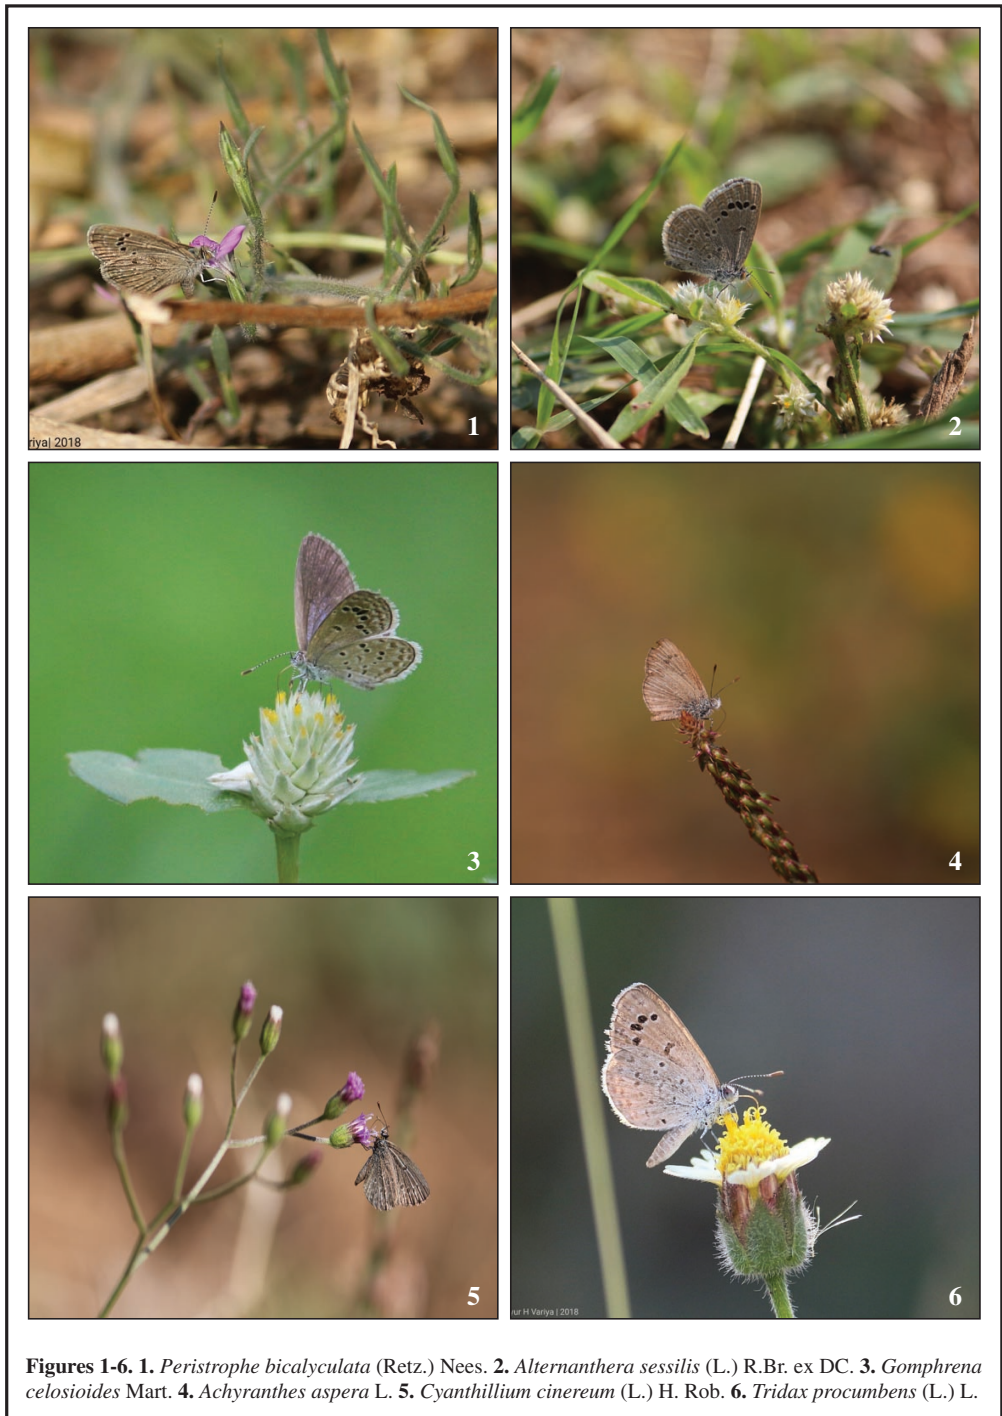 riya| 2018
1
2
3
4
5
yur H Variya | 2018
6
Figures 1-6. 1. Peristrophe bicalyculata (Retz.) Nees. 2. Alternanthera sessilis (L.) R.Br. ex DC. 3. Gomphrena
celosioides Mart. 4. Achyranthes aspera L. 5. Cyanthillium cinereum (L.) H. Rob. 6. Tridax procumbens (L.) L.